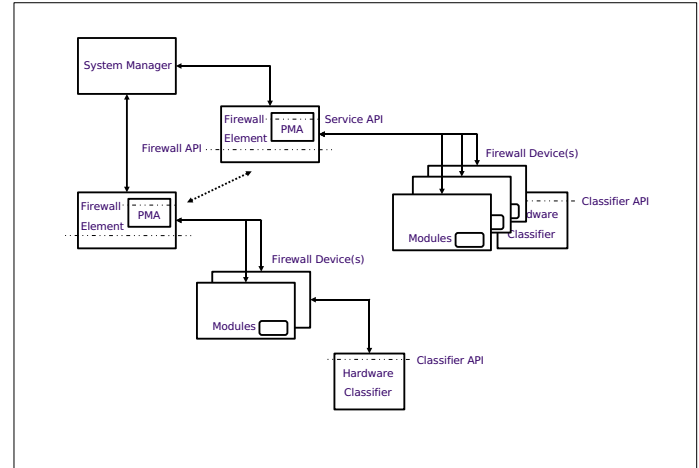 System Manager
Firewall
Element
PMA
Service API
Firewall API
Firewall Device(s)
Classifier API
dware
Classifier
Modules
Firewall
Element
PMA
Firewall Device(s)
Modules
Classifier API
Hardware
Classifier